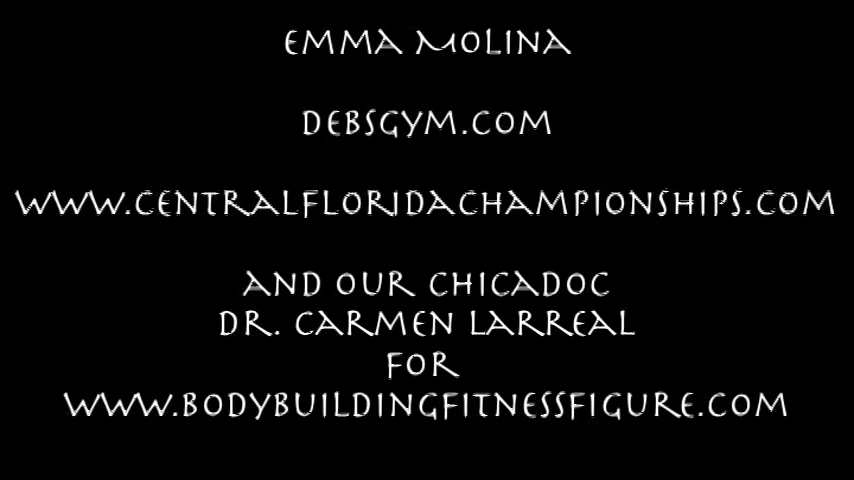 Emma Molina
DEBSGYM.COM
WWW.CENTRALFLORIDACHAMPIONSHIPS.COM
AND OUR CHICADOC
DR. CARMEN LARREAL
FOR
WWW.BODYBUILDINGFITNESSFIGURE.COM